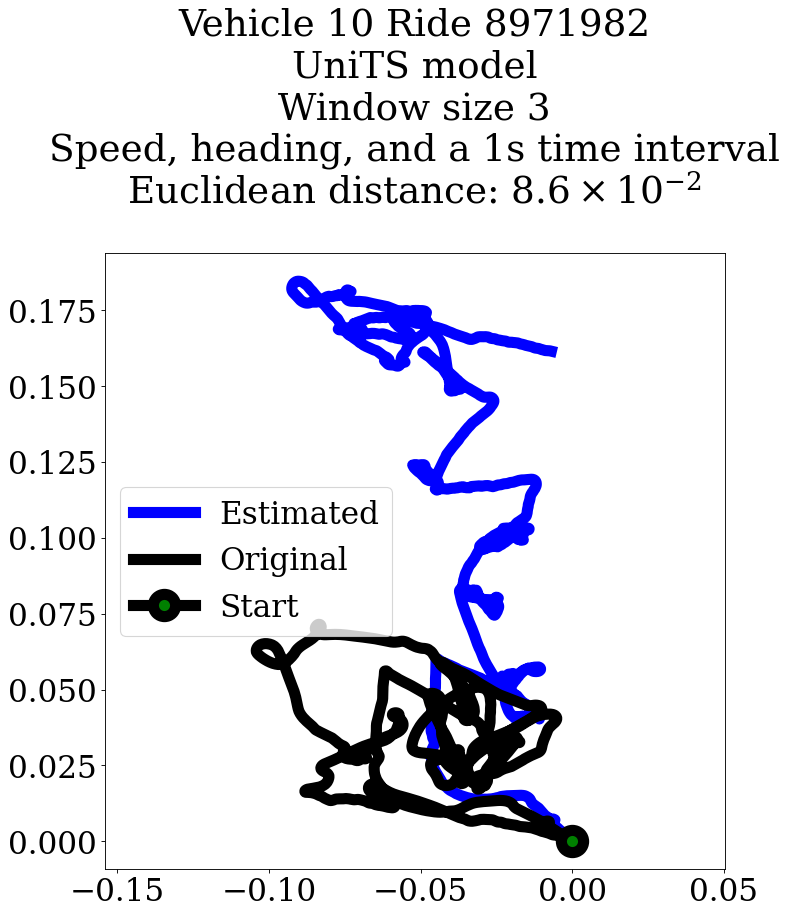 Vehicle 10 Ride 8971982
UniTS model
Window size 3
Speed, heading, and a 1s time interval
Euclidean distance: 8.6 × 10⁻²
0.175
0.150
0.125
0.100
0.075
0.050
0.025
0.000
Estimated
Original
Start
−0.15
−0.10
−0.05
0.00
0.05